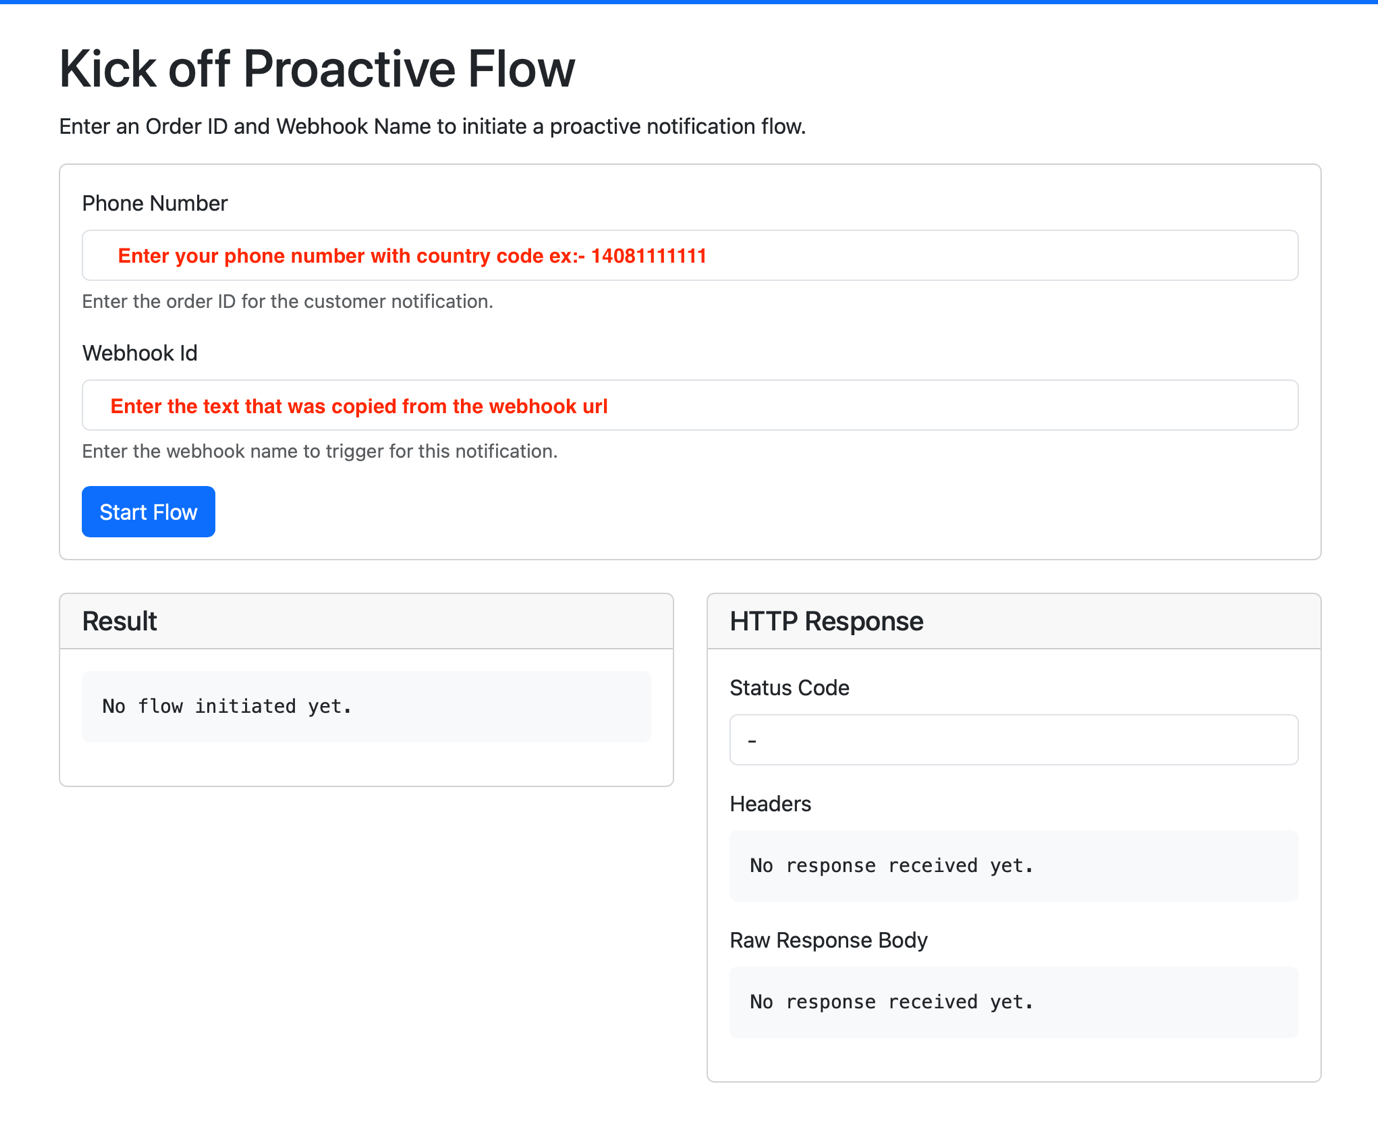 Kick off Proactive Flow
Enter an Order ID and Webhook Name to initiate a proactive notification flow.
Phone Number
Enter your phone number with country code ex:- 14081111111
Enter the order ID for the customer notification.
Webhook Id
Enter the text that was copied from the webhook url
Enter the webhook name to trigger for this notification.
Start Flow
Result
No flow initiated yet.
HTTP Response
Status Code
-
Headers
No response received yet.
Raw Response Body
No response received yet.